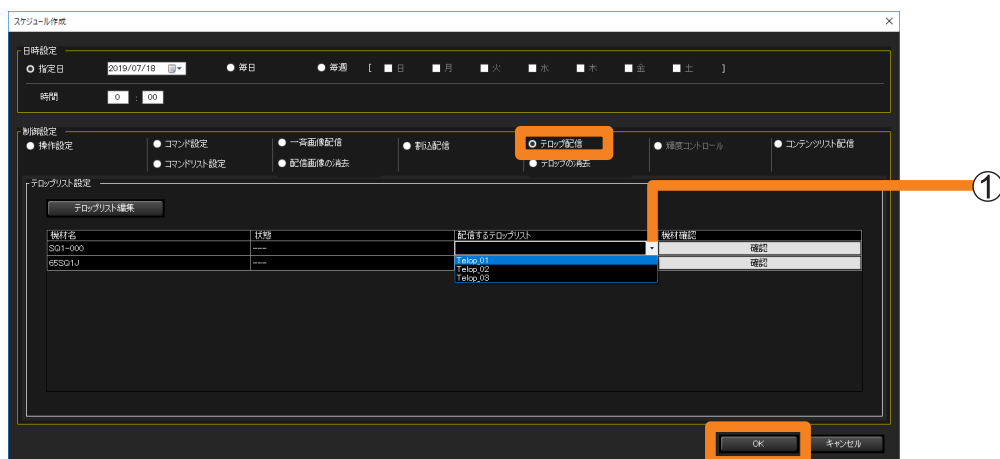 スケジュール作成
日時設定
指定日 2019/07/18 毎日 毎週 [ 日 月 火 水 木 金 土 ]
時間 0 : 00
制御設定
操作設定 コマンド設定 一斉画像配信 割込配信 テロップ配信 輝度コントロール コンテンツリスト配信
コマンドリスト設定 配信画像の消去 テロップの消去
テロップリスト設定
①
テロップリスト編集
機材名 状態 配信するテロップリスト 機材確認
SQ1-000 --- 確認
65SQ1J --- Telop_01 確認
Telop_02
Telop_03
OK キャンセル